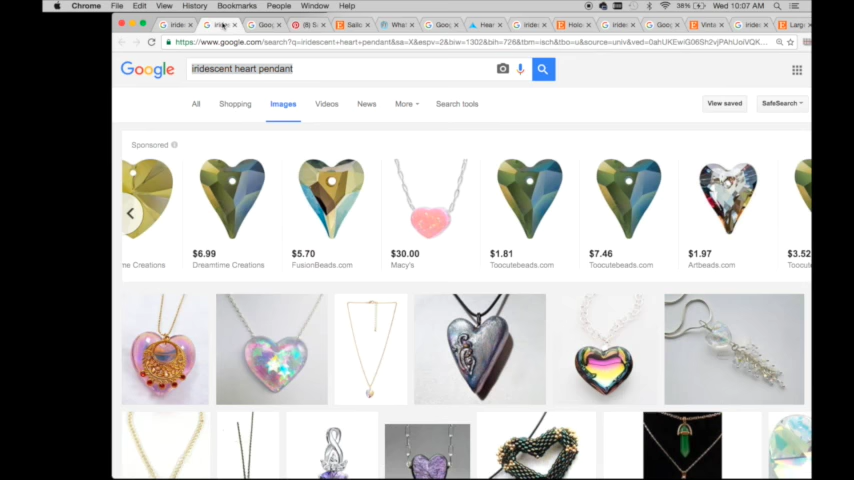 Chrome File Edit View History Bookmarks People Window Help 38% Wed 10:07 AM
https://www.google.com/search?q=iridescent+heart+pendant&sa=X&espv=2&biw=1302&bih=726&tbm=isch&tbo=u&source=univ&ved=
Google iridescent heart pendant
All Shopping Images Videos News More Search tools View saved SafeSearch
Sponsored
$6.99 $5.70 $30.00 $1.81 $7.46 $1.97 $3.52
me Creations Dreamtime Creations FusionBeads.com Macy's Toocutebeads.com Toocutebeads.com Artbeads.com Toocu